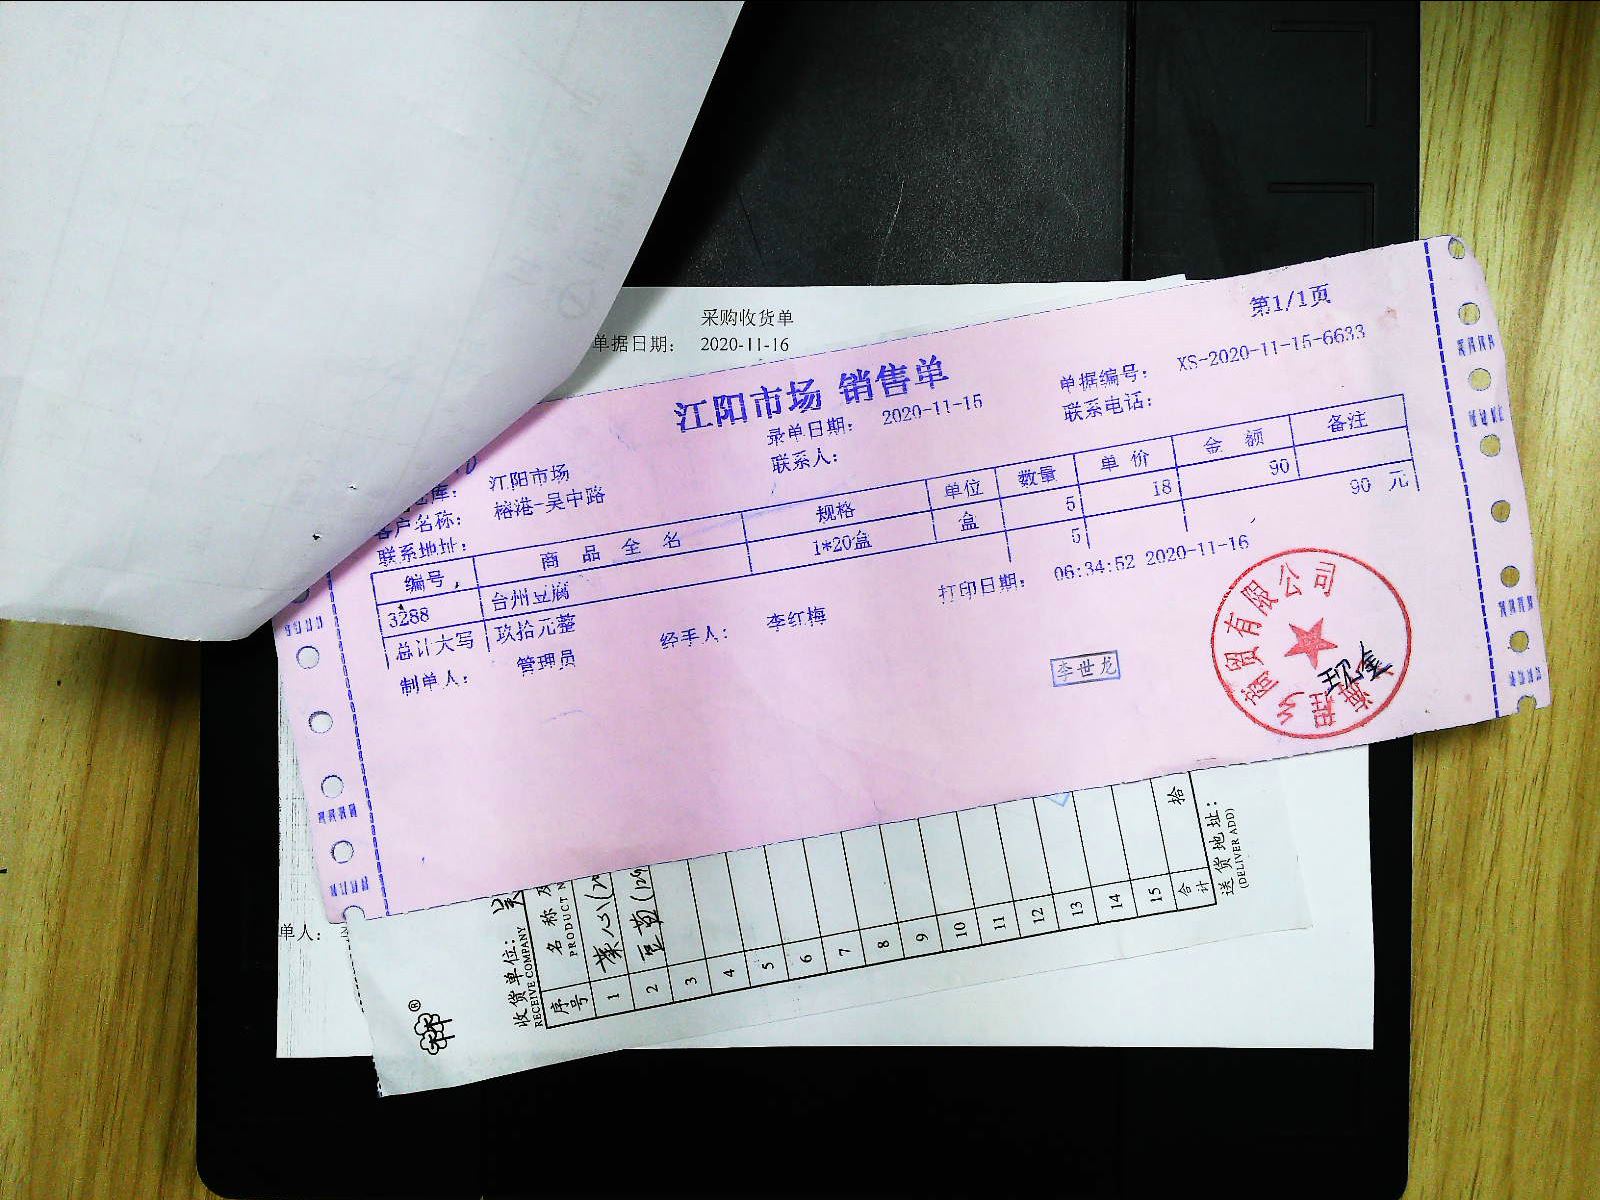 采购收货单
单据日期： 2020-11-16
第1/1页
江阳市场 销售单
单据编号： XS-2020-11-15-6633
录单日期： 2020-11-15
联系电话：
库： 江阳市场
联系人：
客户名称： 榕港-吴中路
联系地址：
编号 商品全名 规格 单位 数量 单价 金额 备注
3288 台州豆腐 1*20盒 盒 5 18 90
总计大写 玖拾元整 5 90 元
制单人： 管理员 经手人： 李红梅 打印日期： 06:34:52 2020-11-16
李世龙
贸有限公司
现金
单人：
收货单位：
RECEIVE COMPANY
序号 名称及
PRODUCT N
1 菜心
2 豆苗
3
4
5
6
7
8
9
10
11
12
13
14
15
合计 拾
送货地址：
(DELIVER ADD)